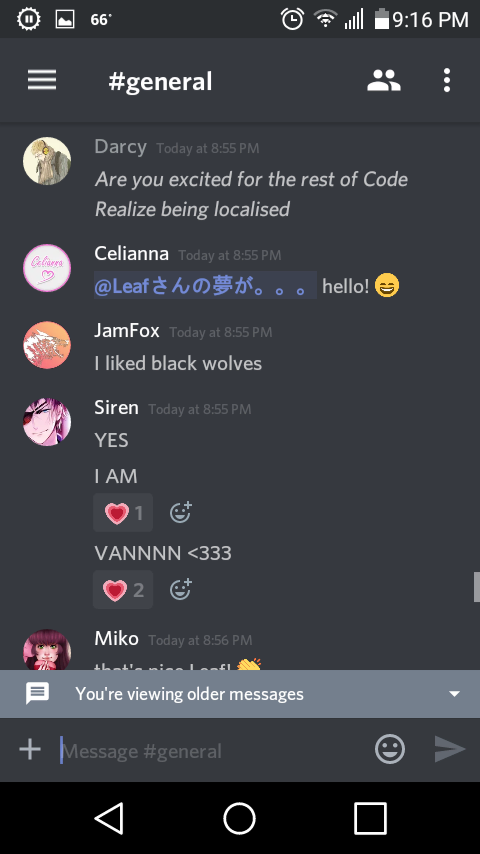 66°
9:16 PM
#general
Darcy Today at 8:55 PM
Are you excited for the rest of Code
Realize being localised
Celianna
Celianna Today at 8:55 PM
@Leafさんの夢が。。。 hello!
JamFox Today at 8:55 PM
I liked black wolves
Siren Today at 8:55 PM
YES
I AM
1
VANNNN <333
2
Miko Today at 8:56 PM
that's nice Leaf!
You're viewing older messages
Message #general